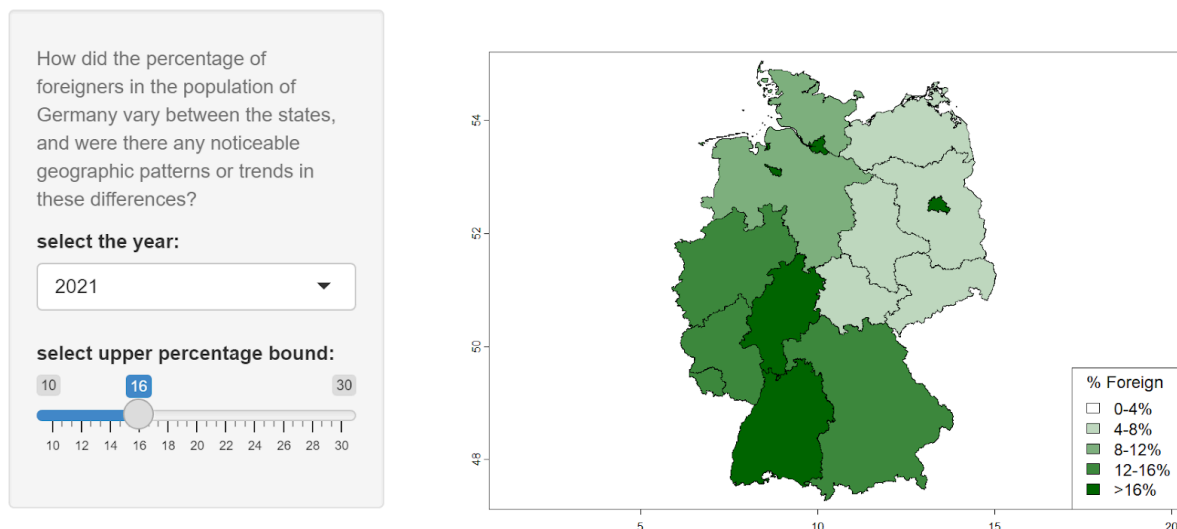 How did the percentage of
foreigners in the population of
Germany vary between the states,
and were there any noticeable
geographic patterns or trends in
these differences?
select the year:
2021
select upper percentage bound:
10 16 30
10 12 14 16 18 20 22 24 26 28 30
54
52
50
48
5 10 15 20
% Foreign
0-4%
4-8%
8-12%
12-16%
>16%